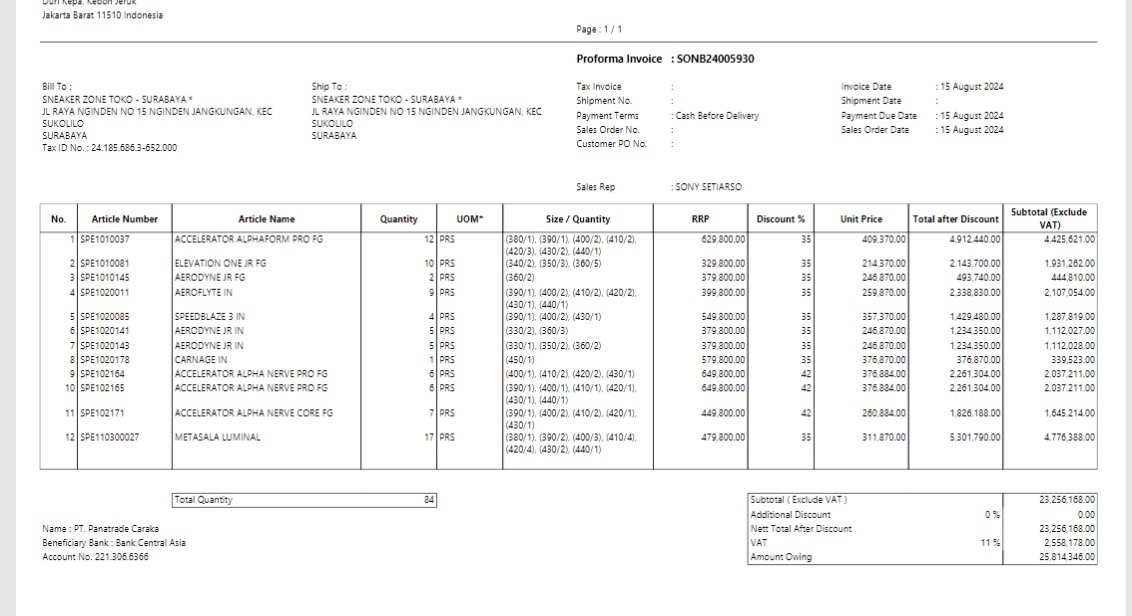 Duri Kepa, Kebon Jeruk
Jakarta Barat 11510 Indonesia
Page : 1 / 1
Proforma Invoice : SONB24005930
Bill To :
SNEAKER ZONE TOKO - SURABAYA *
JL RAYA NGINDEN NO 15 NGINDEN JANGKUNGAN, KEC
SUKOLILO
SURABAYA
Tax ID No. : 24.185.686.3-652.000
Ship To :
SNEAKER ZONE TOKO - SURABAYA *
JL RAYA NGINDEN NO 15 NGINDEN JANGKUNGAN, KEC
SUKOLILO
SURABAYA
Tax Invoice :
Shipment No. :
Payment Terms : Cash Before Delivery
Sales Order No. :
Customer PO No. :
Invoice Date : 15 August 2024
Shipment Date :
Payment Due Date : 15 August 2024
Sales Order Date : 15 August 2024
Sales Rep : SONY SETIARSO
No. Article Number Article Name Quantity UOM* Size / Quantity RRP Discount % Unit Price Total after Discount Subtotal (Exclude VAT)
1 SPE1010037 ACCELERATOR ALPHAFORM PRO FG 12 PRS (380/1), (390/1), (400/2), (410/2), 629,800.00 35 409,370.00 4,912,440.00 4,425,621.00
(420/3), (430/2), (440/1)
2 SPE1010081 ELEVATION ONE JR FG 10 PRS (340/2), (350/3), (360/5) 329,800.00 35 214,370.00 2,143,700.00 1,931,262.00
3 SPE1010145 AERODYNE JR FG 2 PRS (360/2) 379,800.00 35 246,870.00 493,740.00 444,810.00
4 SPE1020011 AEROFLYTE IN 9 PRS (390/1), (400/2), (410/2), (420/2), 399,800.00 35 259,870.00 2,338,830.00 2,107,054.00
(430/1), (440/1)
5 SPE1020085 SPEEDBLAZE 3 IN 4 PRS (390/1), (400/2), (430/1) 549,800.00 35 357,370.00 1,429,480.00 1,287,819.00
6 SPE1020141 AERODYNE JR IN 5 PRS (330/2), (360/3) 379,800.00 35 246,870.00 1,234,350.00 1,112,027.00
7 SPE1020143 AERODYNE JR IN 5 PRS (330/1), (350/2), (360/2) 379,800.00 35 246,870.00 1,234,350.00 1,112,028.00
8 SPE1020178 CARNAGE IN 1 PRS (450/1) 579,800.00 35 376,870.00 376,870.00 339,523.00
9 SPE102164 ACCELERATOR ALPHA NERVE PRO FG 6 PRS (400/1), (410/2), (420/2), (430/1) 649,800.00 42 376,884.00 2,261,304.00 2,037,211.00
10 SPE102165 ACCELERATOR ALPHA NERVE PRO FG 6 PRS (390/1), (400/1), (410/1), (420/1), 649,800.00 42 376,884.00 2,261,304.00 2,037,211.00
(430/1), (440/1)
11 SPE102171 ACCELERATOR ALPHA NERVE CORE FG 7 PRS (390/1), (400/2), (410/2), (420/1), 449,800.00 42 260,884.00 1,826,188.00 1,645,214.00
(430/1)
12 SPE110300027 METASALA LUMINAL 17 PRS (380/1), (390/2), (400/3), (410/4), 479,800.00 35 311,870.00 5,301,790.00 4,776,388.00
(420/4), (430/2), (440/1)
Total Quantity 84
Subtotal ( Exclude VAT ) 23,256,168.00
Additional Discount 0 % 0.00
Nett Total After Discount 23,256,168.00
VAT 11 % 2,558,178.00
Amount Owing 25,814,346.00
Name : PT. Panatrade Caraka
Beneficiary Bank : Bank Central Asia
Account No. 221.306.6366